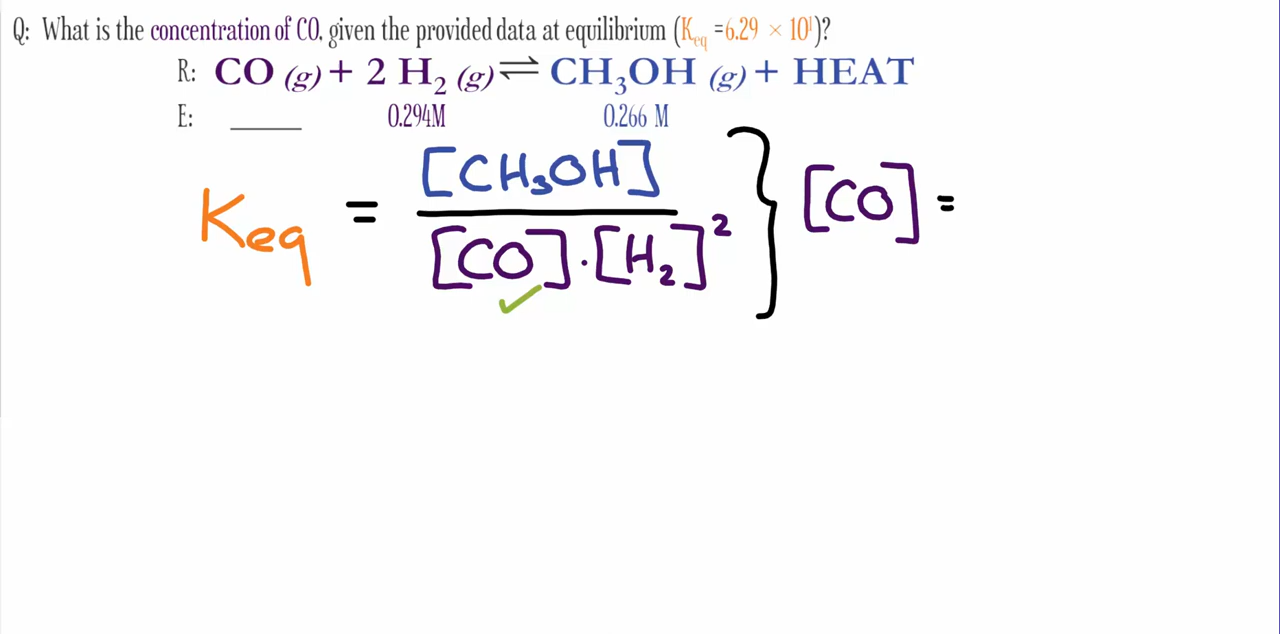 Q: What is the concentration of CO, given the provided data at equilibrium (Keq =6.29 × 10¹)?
R: CO (g) + 2 H₂ (g) ⇌ CH₃OH (g) + HEAT
E: ______ 0.294M 0.266 M
[CH₃OH]
Keq = [CO] =
[CO] · [H₂]²